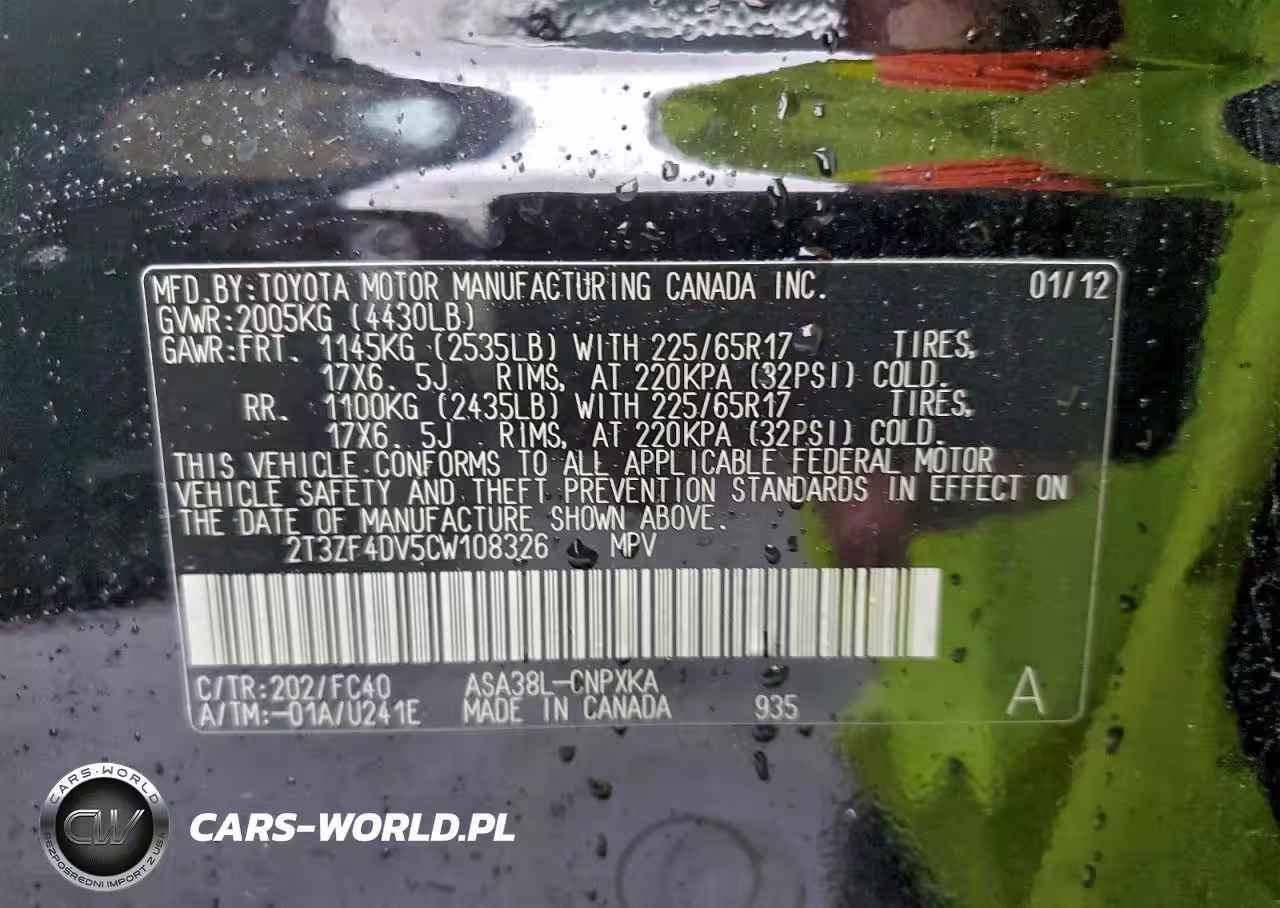 MFD.BY:TOYOTA MOTOR MANUFACTURING CANADA INC. 01/12
GVWR:2005KG (4430LB)
GAWR:FRT. 1145KG (2535LB) WITH 225/65R17 TIRES,
17X6. 5J RIMS, AT 220KPA (32PSI) COLD.
RR. 1100KG (2435LB) WITH 225/65R17 TIRES,
17X6. 5J RIMS, AT 220KPA (32PSI) COLD.
THIS VEHICLE CONFORMS TO ALL APPLICABLE FEDERAL MOTOR
VEHICLE SAFETY AND THEFT PREVENTION STANDARDS IN EFFECT ON
THE DATE OF MANUFACTURE SHOWN ABOVE.
2T3ZF4DV5CW108326 MPV
C/TR:202/FC40 ASA38L-CNPXKA
A/TM:-01A/U241E MADE IN CANADA 935 A
CARS-WORLD
CW
BEZPOŚREDNI IMPORT Z USA
CARS-WORLD.PL